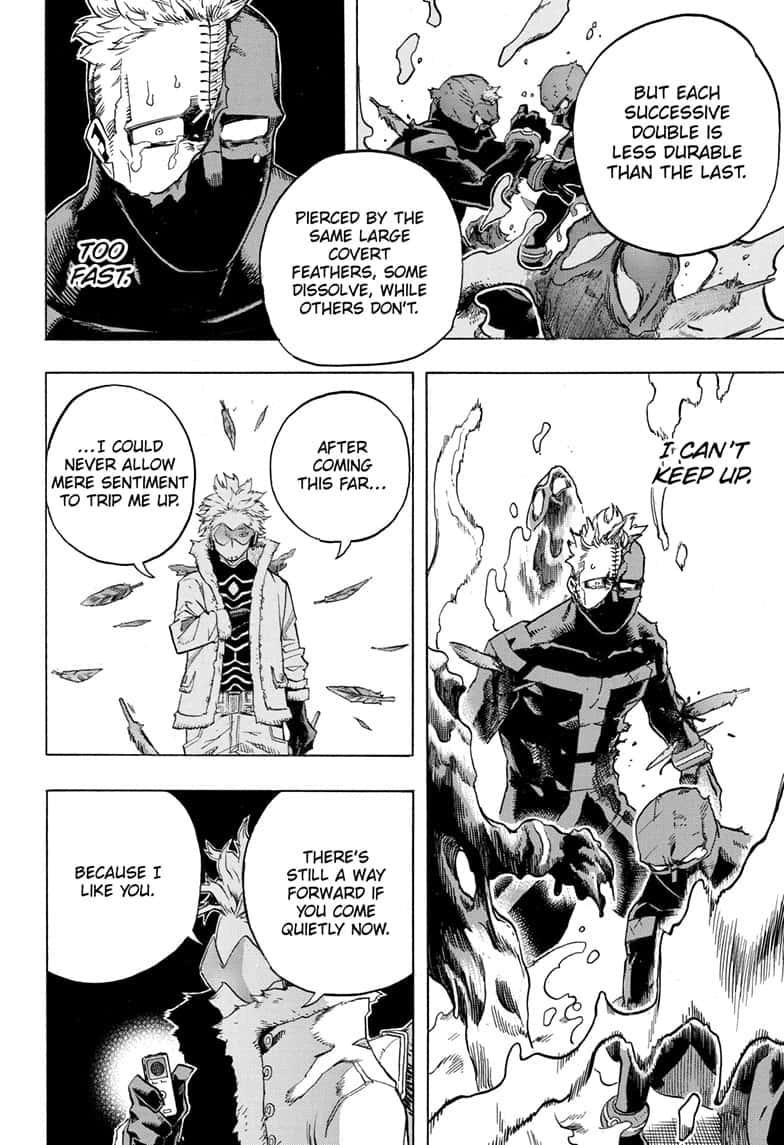 BUT EACH
SUCCESSIVE
DOUBLE IS
LESS DURABLE
THAN THE LAST.
PIERCED BY THE
SAME LARGE
COVERT
FEATHERS, SOME
DISSOLVE, WHILE
OTHERS DON'T.
TOO
FAST.
I CAN'T
KEEP UP.
AFTER
COMING
THIS FAR...
...I COULD
NEVER ALLOW
MERE SENTIMENT
TO TRIP ME UP.
THERE'S
STILL A WAY
FORWARD IF
YOU COME
QUIETLY NOW.
BECAUSE I
LIKE YOU.